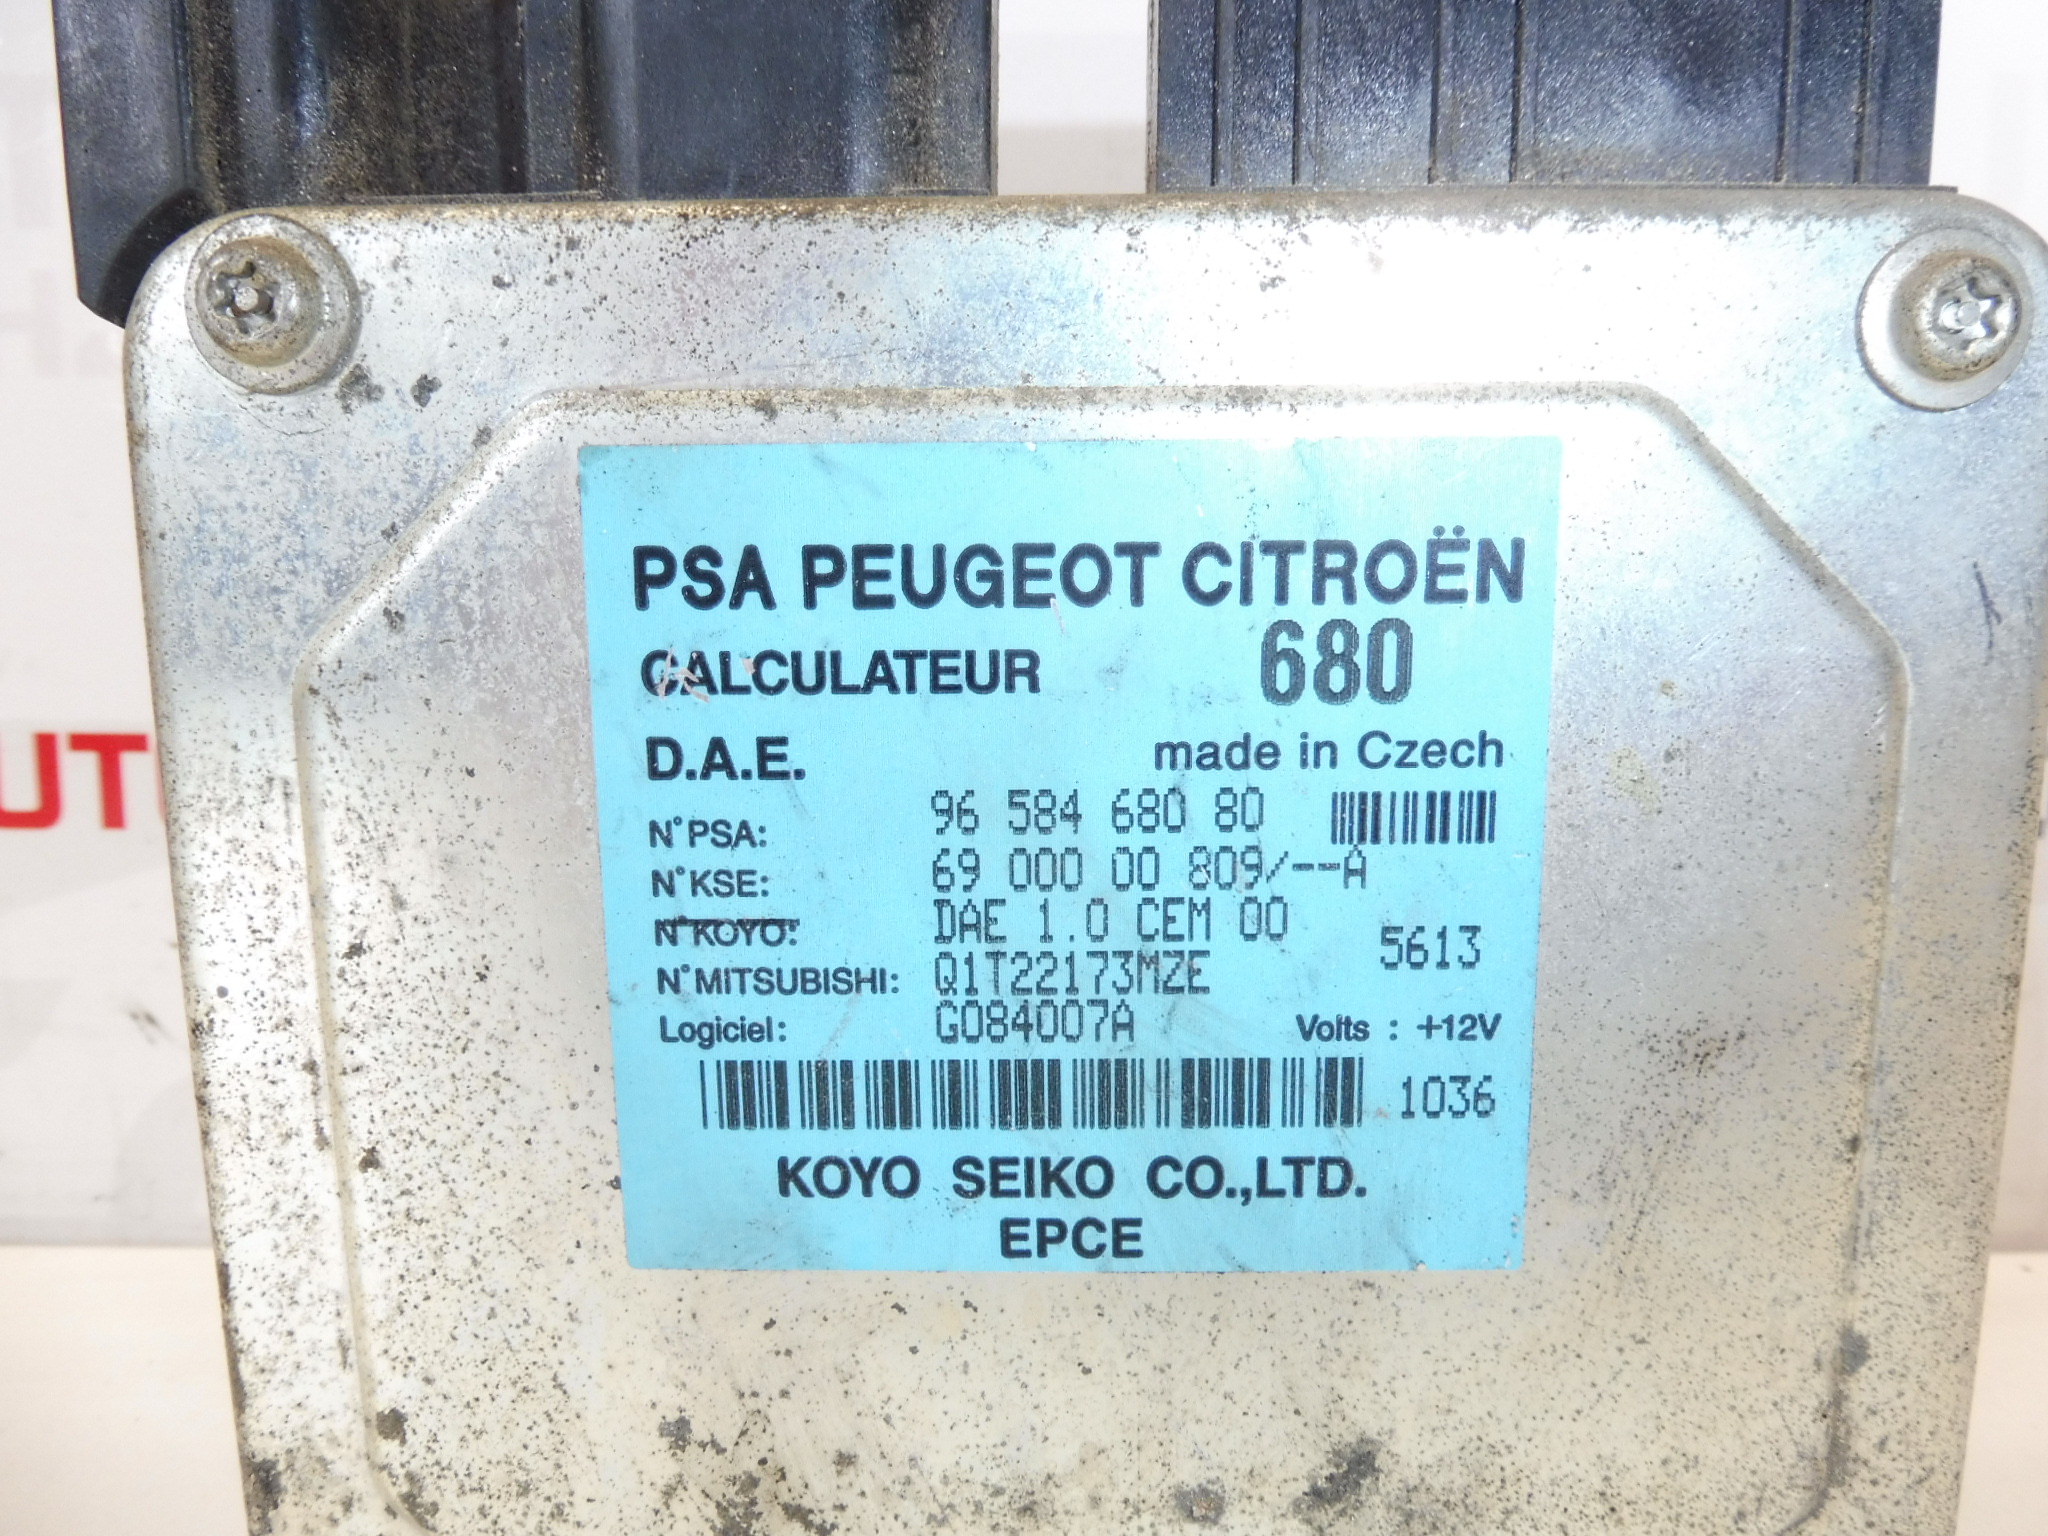 PSA PEUGEOT CITROËN
CALCULATEUR 680
D.A.E. made in Czech
N°PSA: 96 584 680 80
N°KSE: 69 000 00 809/--A
N°KOYO: DAE 1.0 CEM 00 5613
N°MITSUBISHI: Q1T22173MZE
Logiciel: G084007A Volts : +12V
1036
KOYO SEIKO CO.,LTD.
EPCE
UT